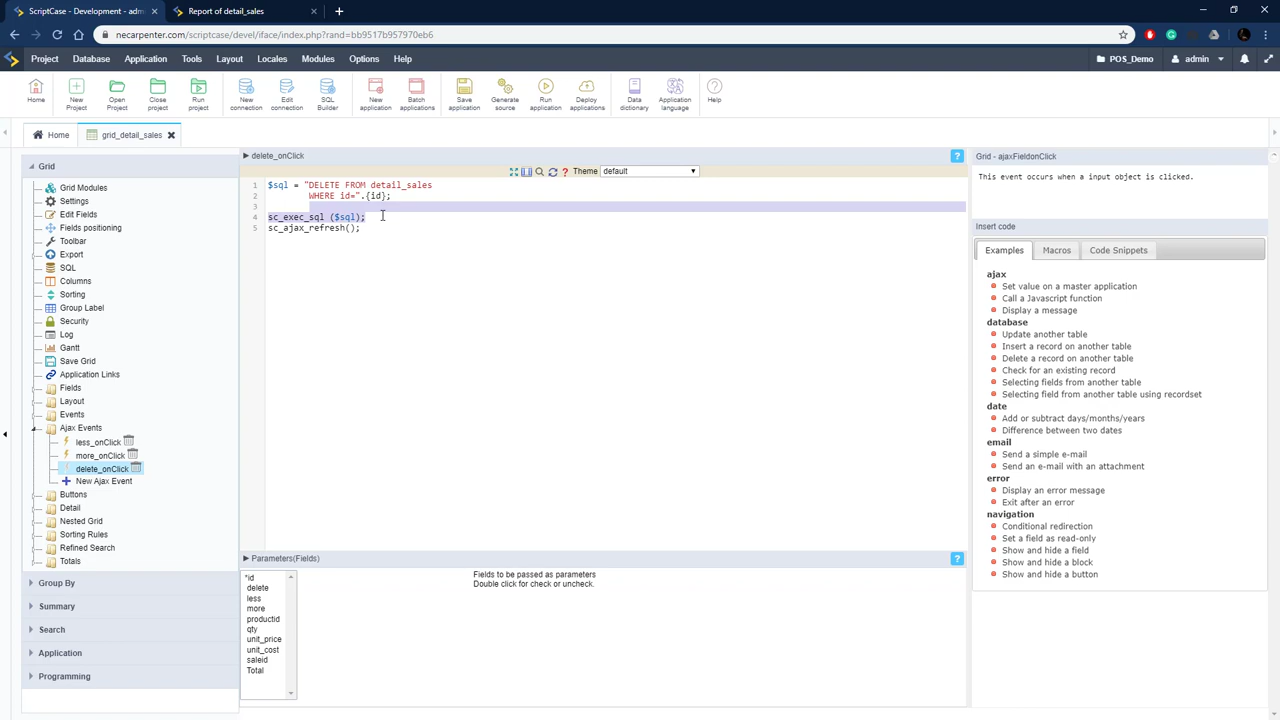 ScriptCase - Development - adm
Report of detail_sales
necarpenter.com/scriptcase/devel/iface/index.php?rand=bb9517b957970eb6
Project
Database
Application
Tools
Layout
Locales
Modules
Options
Help
POS_Demo
admin
Home
New Project
Open Project
Close project
Run project
New connection
Edit connection
SQL Builder
New application
Batch applications
Save application
Generate source
Run application
Deploy applications
Data dictionary
Application language
Help
Home
grid_detail_sales
Grid
Grid Modules
Settings
Edit Fields
Fields positioning
Toolbar
Export
SQL
Columns
Sorting
Group Label
Security
Log
Gantt
Save Grid
Application Links
Fields
Layout
Events
Ajax Events
less_onClick
more_onClick
delete_onClick
New Ajax Event
Buttons
Detail
Nested Grid
Sorting Rules
Refined Search
Totals
Group By
Summary
Search
Application
Programming
delete_onClick
?
? Theme default
1 $sql = "DELETE FROM detail_sales
2 WHERE id=".{id};
3
4 sc_exec_sql ($sql);
5 sc_ajax_refresh();
Parameters(Fields)
?
*id
delete
less
more
productid
qty
unit_price
unit_cost
saleid
Total
Fields to be passed as parameters
Double click for check or uncheck.
Grid - ajaxFieldonClick
This event occurs when a input object is clicked.
Insert code
Examples
Macros
Code Snippets
ajax
Set value on a master application
Call a Javascript function
Display a message
database
Update another table
Insert a record on another table
Delete a record on another table
Check for an existing record
Selecting fields from another table
Selecting field from another table using recordset
date
Add or subtract days/months/years
Difference between two dates
email
Send a simple e-mail
Send an e-mail with an attachment
error
Display an error message
Exit after an error
navigation
Conditional redirection
Set a field as read-only
Show and hide a field
Show and hide a block
Show and hide a button